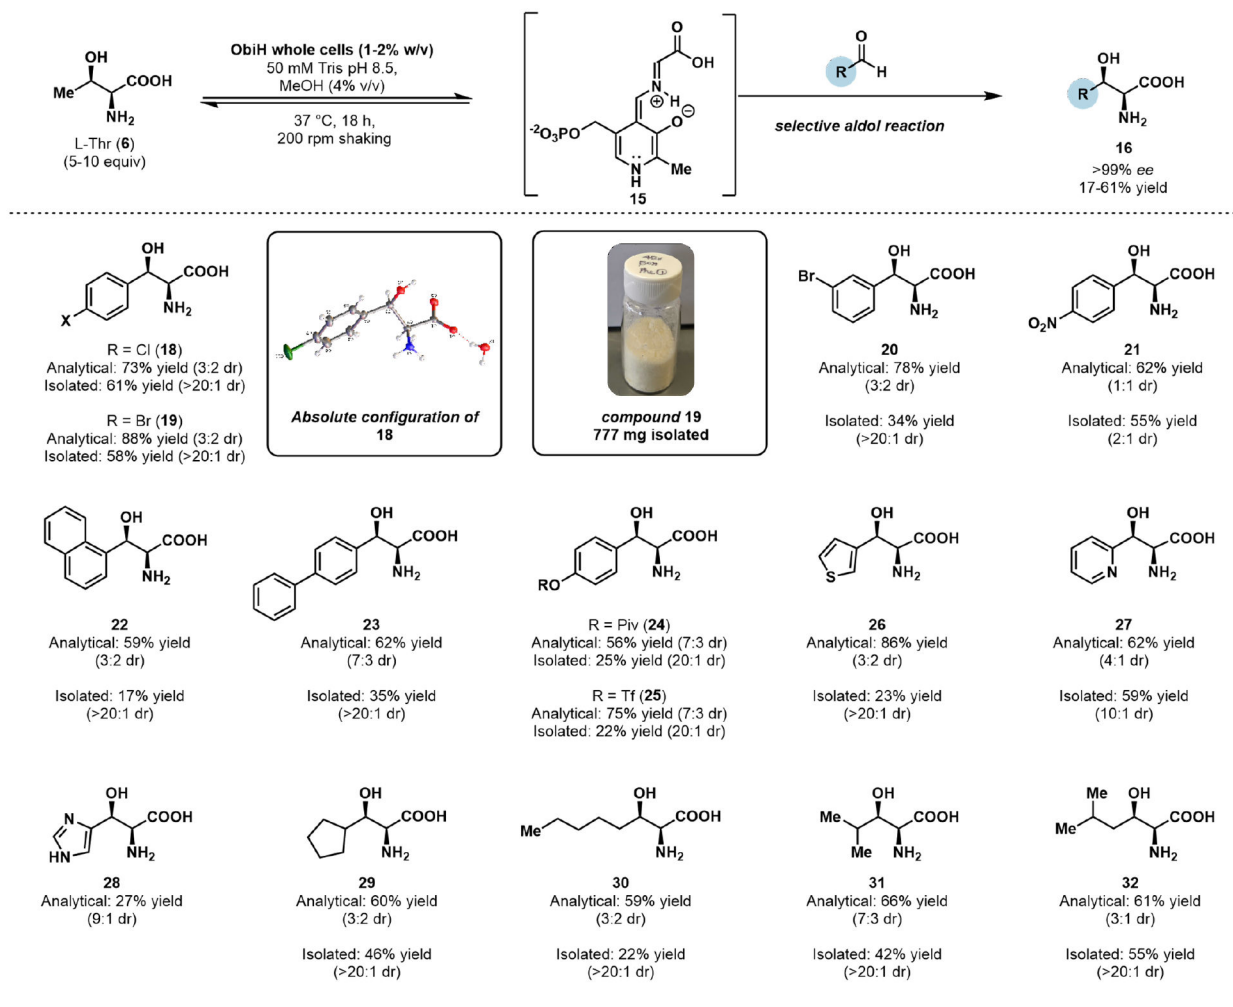 OH
Me
COOH
NH₂
L-Thr (6)
(5-10 equiv)
ObiH whole cells (1-2% w/v)
50 mM Tris pH 8.5,
MeOH (4% v/v)
37 °C, 18 h,
200 rpm shaking
O
OH
N
H
⊕
⊖
O
⁻²O₃PO
N
H
Me
15
O
R
H
selective aldol reaction
OH
R
COOH
NH₂
16
>99% ee
17-61% yield
OH
COOH
NH₂
X
R = Cl (18)
Analytical: 73% yield (3:2 dr)
Isolated: 61% yield (>20:1 dr)
R = Br (19)
Analytical: 88% yield (3:2 dr)
Isolated: 58% yield (>20:1 dr)
Absolute configuration of
18
compound 19
777 mg isolated
OH
Br
COOH
NH₂
20
Analytical: 78% yield
(3:2 dr)
Isolated: 34% yield
(>20:1 dr)
OH
COOH
NH₂
O₂N
21
Analytical: 62% yield
(1:1 dr)
Isolated: 55% yield
(2:1 dr)
OH
COOH
NH₂
22
Analytical: 59% yield
(3:2 dr)
Isolated: 17% yield
(>20:1 dr)
OH
COOH
NH₂
23
Analytical: 62% yield
(7:3 dr)
Isolated: 35% yield
(>20:1 dr)
OH
COOH
NH₂
RO
R = Piv (24)
Analytical: 56% yield (7:3 dr)
Isolated: 25% yield (20:1 dr)
R = Tf (25)
Analytical: 75% yield (7:3 dr)
Isolated: 22% yield (20:1 dr)
OH
COOH
NH₂
S
26
Analytical: 86% yield
(3:2 dr)
Isolated: 23% yield
(>20:1 dr)
OH
COOH
N
NH₂
27
Analytical: 62% yield
(4:1 dr)
Isolated: 59% yield
(10:1 dr)
OH
N
COOH
HN
NH₂
28
Analytical: 27% yield
(9:1 dr)
OH
COOH
NH₂
29
Analytical: 60% yield
(3:2 dr)
Isolated: 46% yield
(>20:1 dr)
OH
Me
COOH
NH₂
30
Analytical: 59% yield
(3:2 dr)
Isolated: 22% yield
(>20:1 dr)
OH
Me
COOH
Me
NH₂
31
Analytical: 66% yield
(7:3 dr)
Isolated: 42% yield
(>20:1 dr)
Me
OH
COOH
Me
NH₂
32
Analytical: 61% yield
(3:1 dr)
Isolated: 55% yield
(>20:1 dr)